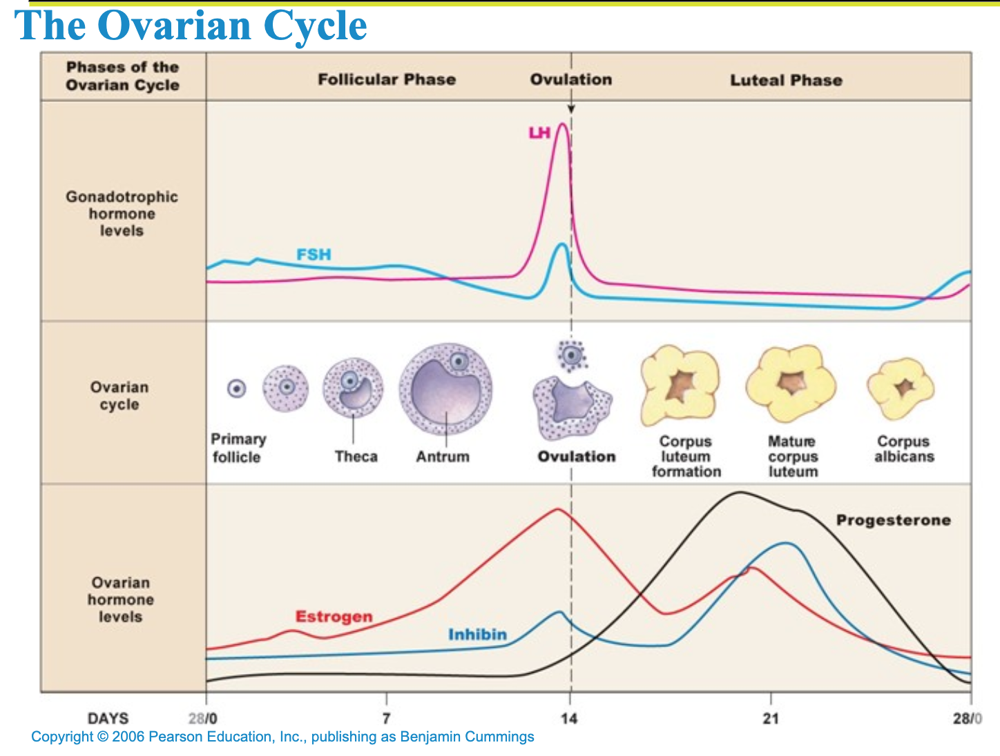 The Ovarian Cycle
Phases of the
Ovarian Cycle
Follicular Phase
Ovulation
Luteal Phase
Gonadotrophic
hormone
levels
LH
FSH
Ovarian
cycle
Primary
follicle
Theca
Antrum
Ovulation
Corpus
luteum
formation
Mature
corpus
luteum
Corpus
albicans
Ovarian
hormone
levels
Estrogen
Inhibin
Progesterone
DAYS
28/0
7
14
21
28/0
Copyright © 2006 Pearson Education, Inc., publishing as Benjamin Cummings